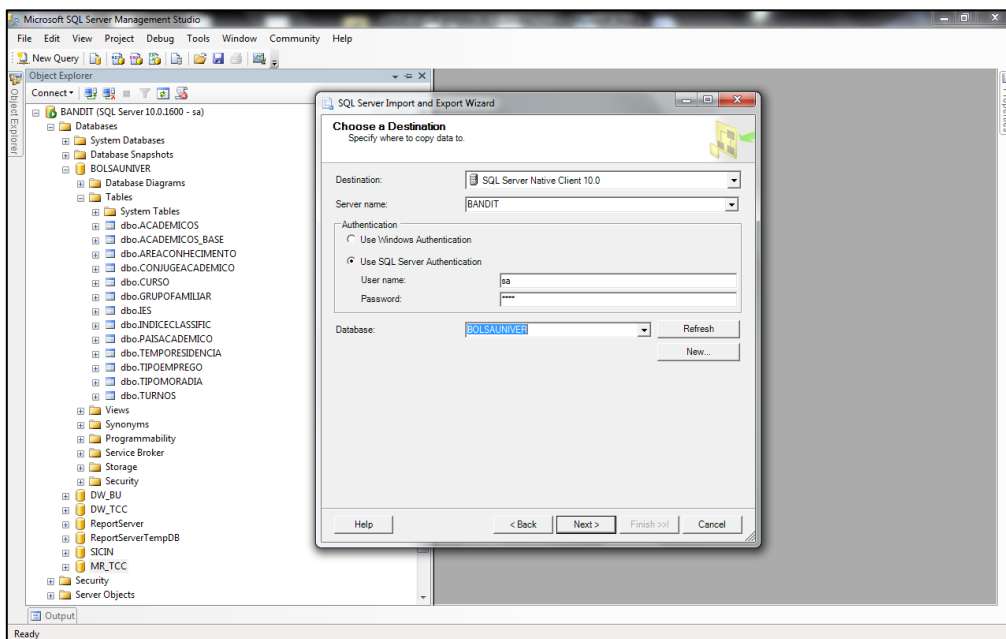 Microsoft SQL Server Management Studio
File Edit View Project Debug Tools Window Community Help
New Query
Object Explorer
Connect
BANDIT (SQL Server 10.0.1600 - sa)
Databases
System Databases
Database Snapshots
BOLSAUNIVER
Database Diagrams
Tables
System Tables
dbo.ACADEMICOS
dbo.ACADEMICOS_BASE
dbo.AREACONHECIMENTO
dbo.CONJUGEACADEMICO
dbo.CURSO
dbo.GRUPOFAMILIAR
dbo.IES
dbo.INDICECLASSIFIC
dbo.PAISACADEMICO
dbo.TEMPORESIDENCIA
dbo.TIPOEMPREGO
dbo.TIPOMORADIA
dbo.TURNOS
Views
Synonyms
Programmability
Service Broker
Storage
Security
DW_BU
DW_TCC
ReportServer
ReportServerTempDB
SICIN
MR_TCC
Security
Server Objects
Output
Ready
Object Explorer
SQL Server Import and Export Wizard
Choose a Destination
Specify where to copy data to.
Destination: SQL Server Native Client 10.0
Server name: BANDIT
Authentication
Use Windows Authentication
Use SQL Server Authentication
User name: sa
Password: ****
Database: BOLSAUNIVER Refresh
New...
Help < Back Next > Finish >>| Cancel
Properties